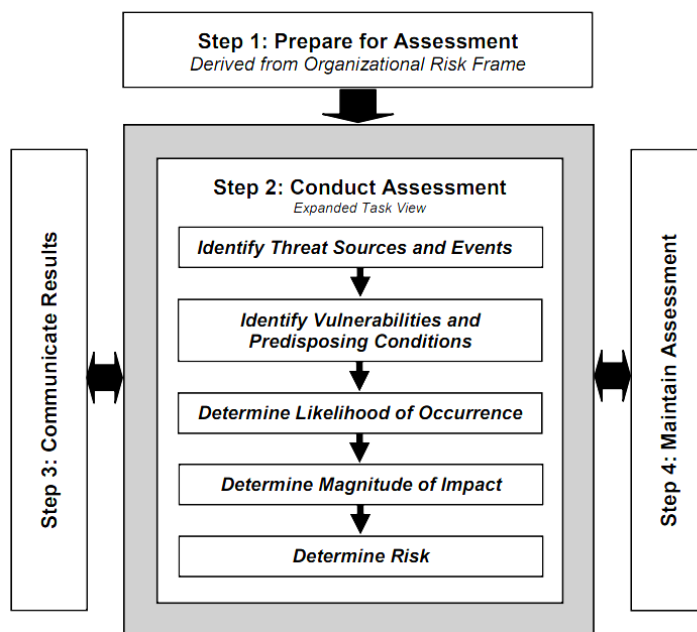 Step 1: Prepare for Assessment
Derived from Organizational Risk Frame
Step 2: Conduct Assessment
Expanded Task View
Identify Threat Sources and Events
Identify Vulnerabilities and
Predisposing Conditions
Determine Likelihood of Occurrence
Determine Magnitude of Impact
Determine Risk
Step 3: Communicate Results
Step 4: Maintain Assessment